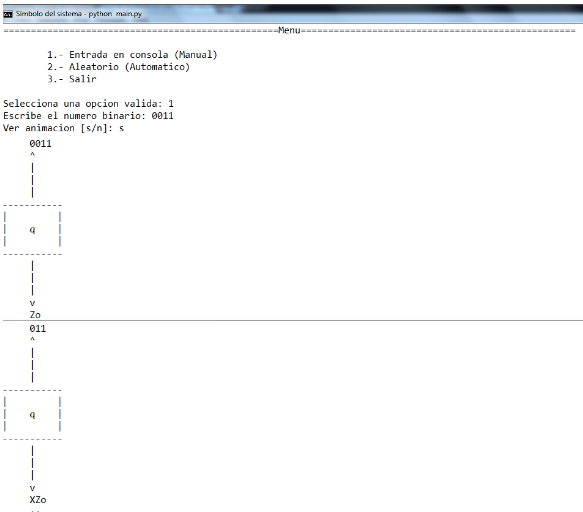 Símbolo del sistema - python main.py
==================================================Menu==================================================
1.- Entrada en consola (Manual)
2.- Aleatorio (Automatico)
3.- Salir
Selecciona una opcion valida: 1
Escribe el numero binario: 0011
Ver animacion [s/n]: s
0011
^
|
|
|
-----------
|         |
|    q    |
|         |
-----------
|
|
|
v
Zo
011
^
|
|
|
-----------
|         |
|    q    |
|         |
-----------
|
|
|
v
XZo